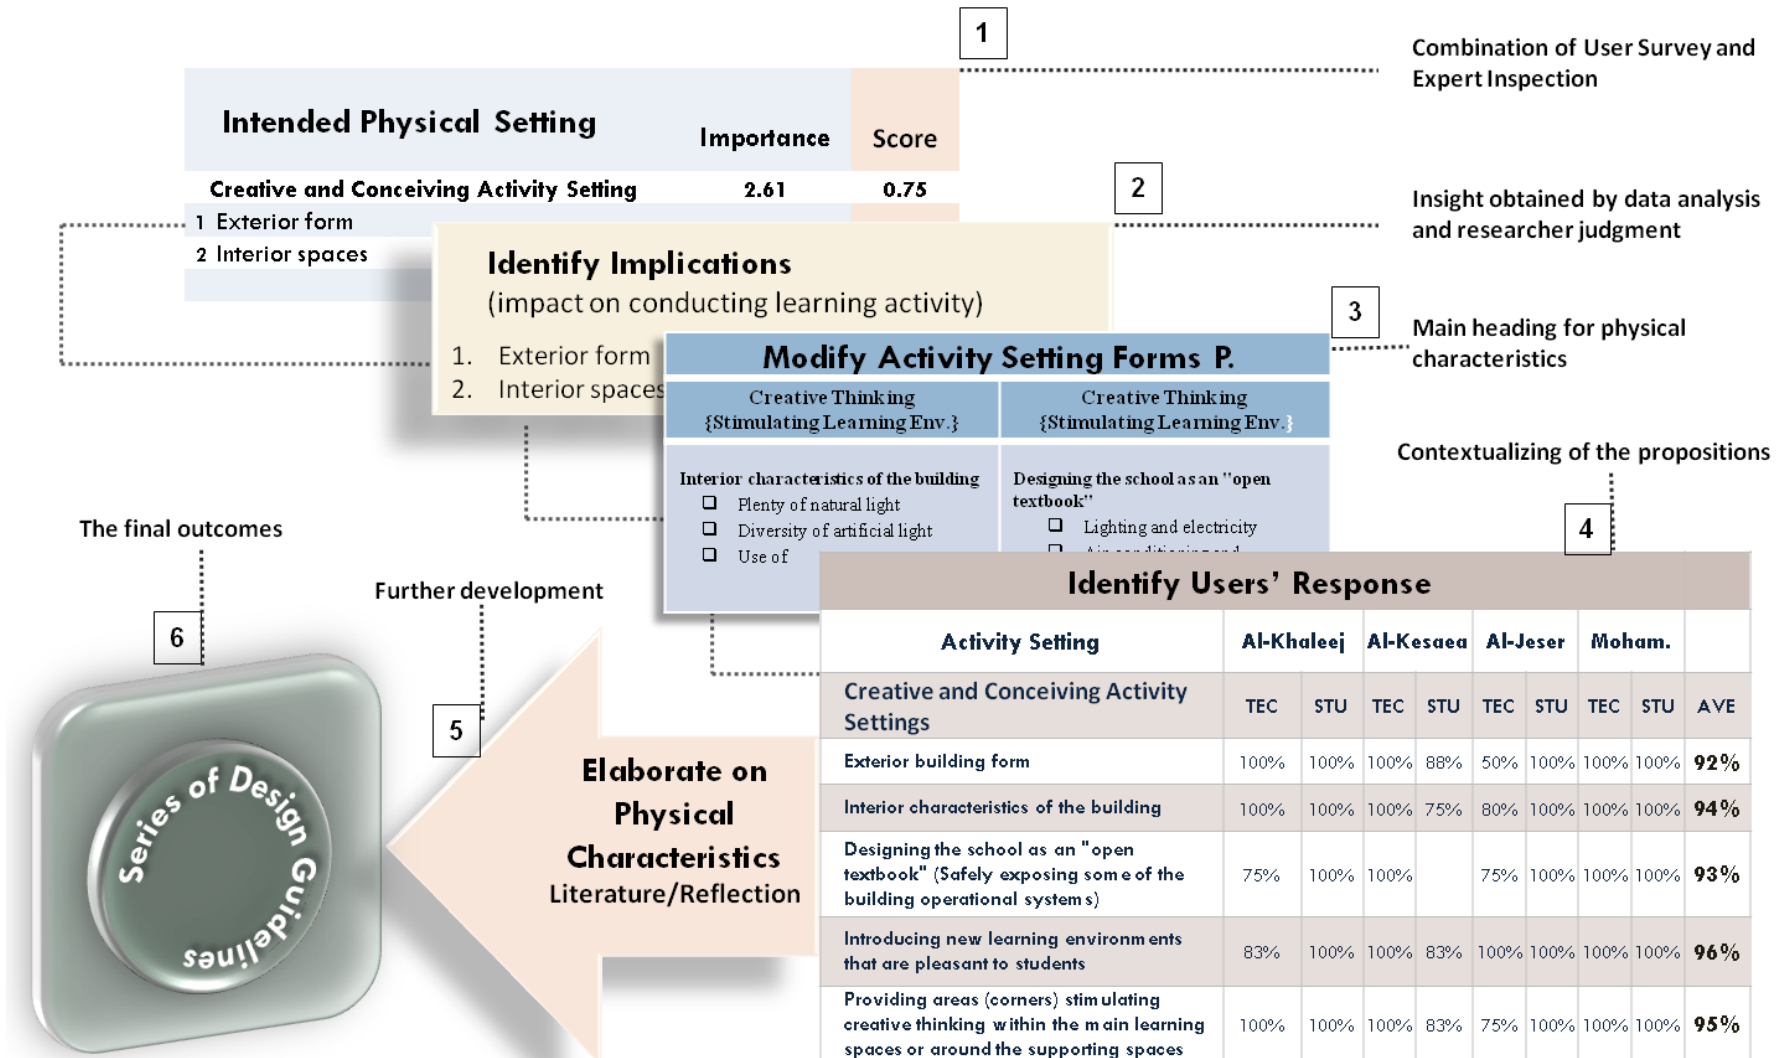 1
Combination of User Survey and
Expert Inspection
Intended Physical Setting Importance Score
Creative and Conceiving Activity Setting 2.61 0.75
1 Exterior form
2 Interior spaces
2
Insight obtained by data analysis
and researcher judgment
Identify Implications
(impact on conducting learning activity)
1. Exterior form
2. Interior spaces
3
Main heading for physical
characteristics
Modify Activity Setting Forms P.
Creative Thinking
{Stimulating Learning Env.}
Creative Thinking
{Stimulating Learning Env.}
Interior characteristics of the building
❑ Plenty of natural light
❑ Diversity of artificial light
❑ Use of
Designing the school as an "open
textbook"
❑ Lighting and electricity
❑ Air conditioning and
Contextualizing of the propositions
4
Identify Users' Response
Activity Setting Al-Khaleej Al-Kesaea Al-Jeser Moham.
Creative and Conceiving Activity
Settings
TEC STU TEC STU TEC STU TEC STU AVE
Exterior building form 100% 100% 100% 88% 50% 100% 100% 100% 92%
Interior characteristics of the building 100% 100% 100% 75% 80% 100% 100% 100% 94%
Designing the school as an "open
textbook" (Safely exposing some of the
building operational systems)
75% 100% 100% 75% 100% 100% 100% 93%
Introducing new learning environments
that are pleasant to students
83% 100% 100% 83% 100% 100% 100% 100% 96%
Providing areas (corners) stimulating
creative thinking within the main learning
spaces or around the supporting spaces
100% 100% 100% 83% 75% 100% 100% 100% 95%
Further development
5
Elaborate on
Physical
Characteristics
Literature/Reflection
The final outcomes
6
Series of Design Guidelines